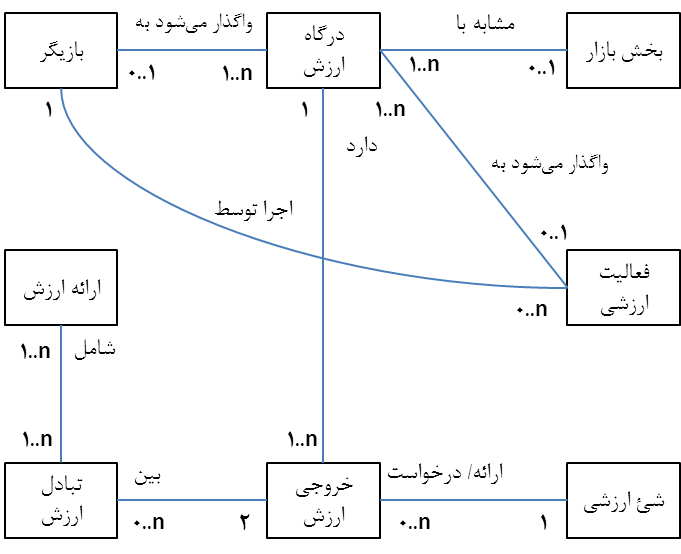 بازیگر
واگذار می‌شود به
۰..۱
۱..n
درگاه
ارزش
مشابه با
۱..n
۰..۱
بخش بازار
۱
۱
۱..n
دارد
واگذار می‌شود به
اجرا توسط
۰..۱
فعالیت
ارزشی
۰..n
ارائه ارزش
۱..n
شامل
۱..n
۱..n
تبادل
ارزش
بین
۰..n
۲
خروجی
ارزش
ارائه/ درخواست
۰..n
۱
شئ ارزشی